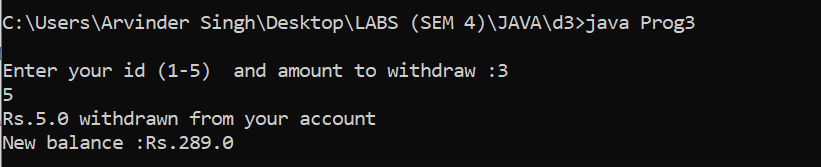 C:\Users\Arvinder Singh\Desktop\LABS (SEM 4)\JAVA\d3>java Prog3
Enter your id (1-5)  and amount to withdraw :3
5
Rs.5.0 withdrawn from your account
New balance :Rs.289.0